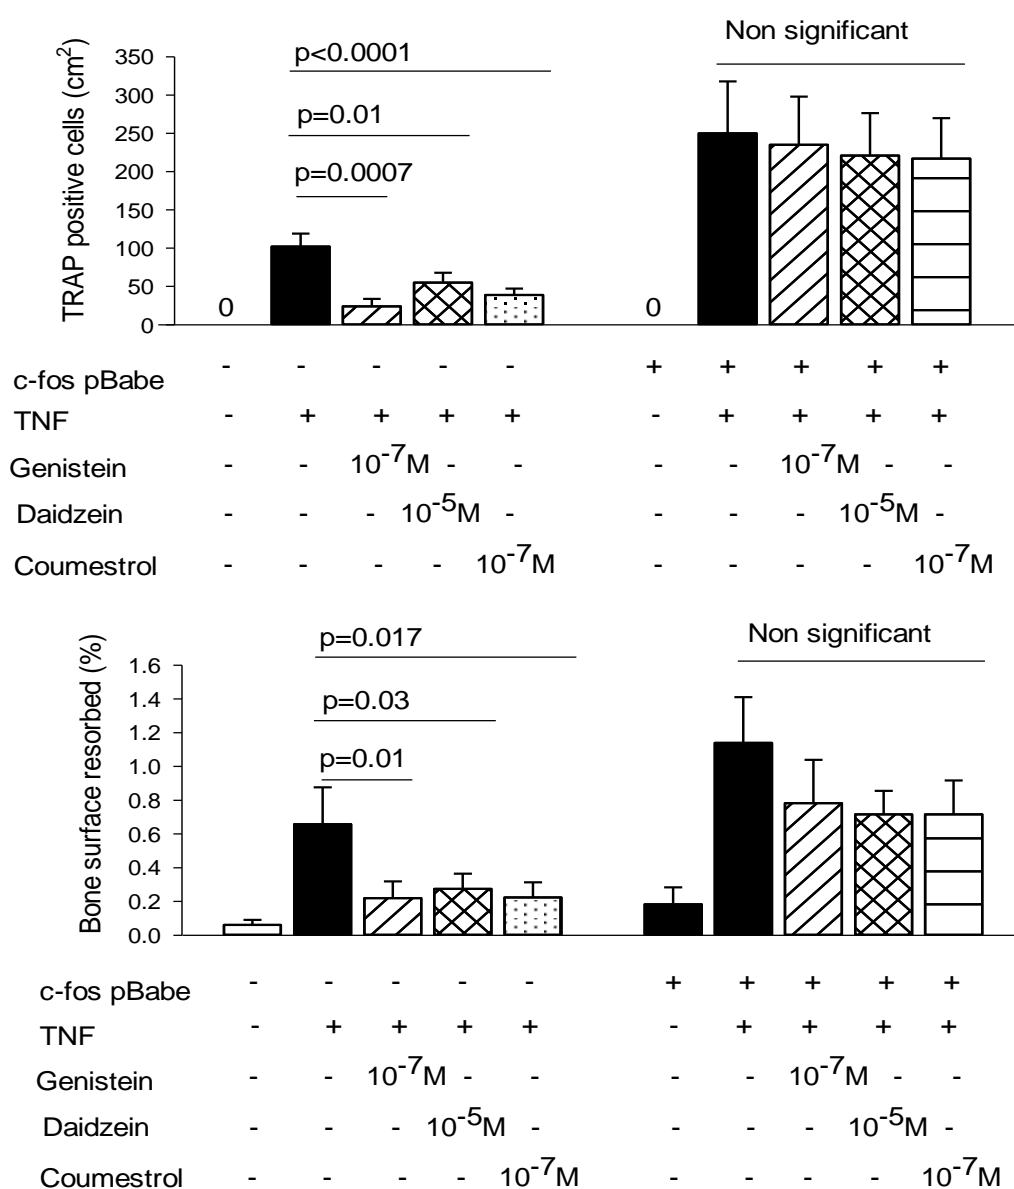 Non significant
p<0.0001
p=0.01
p=0.0007
TRAP positive cells (cm2)
350
300
250
200
150
100
50
0
0 0
c-fos pBabe - - - - - + + + + +
TNF - + + + + - + + + +
Genistein - - 10-7M - - - - 10-7M - -
Daidzein - - - 10-5M - - - - 10-5M -
Coumestrol - - - - 10-7M - - - - 10-7M
Non significant
p=0.017
p=0.03
p=0.01
Bone surface resorbed (%)
1.6
1.4
1.2
1.0
0.8
0.6
0.4
0.2
0.0
c-fos pBabe - - - - - + + + + +
TNF - + + + + - + + + +
Genistein - - 10-7M - - - - 10-7M - -
Daidzein - - - 10-5M - - - - 10-5M -
Coumestrol - - - - 10-7M - - - - 10-7M